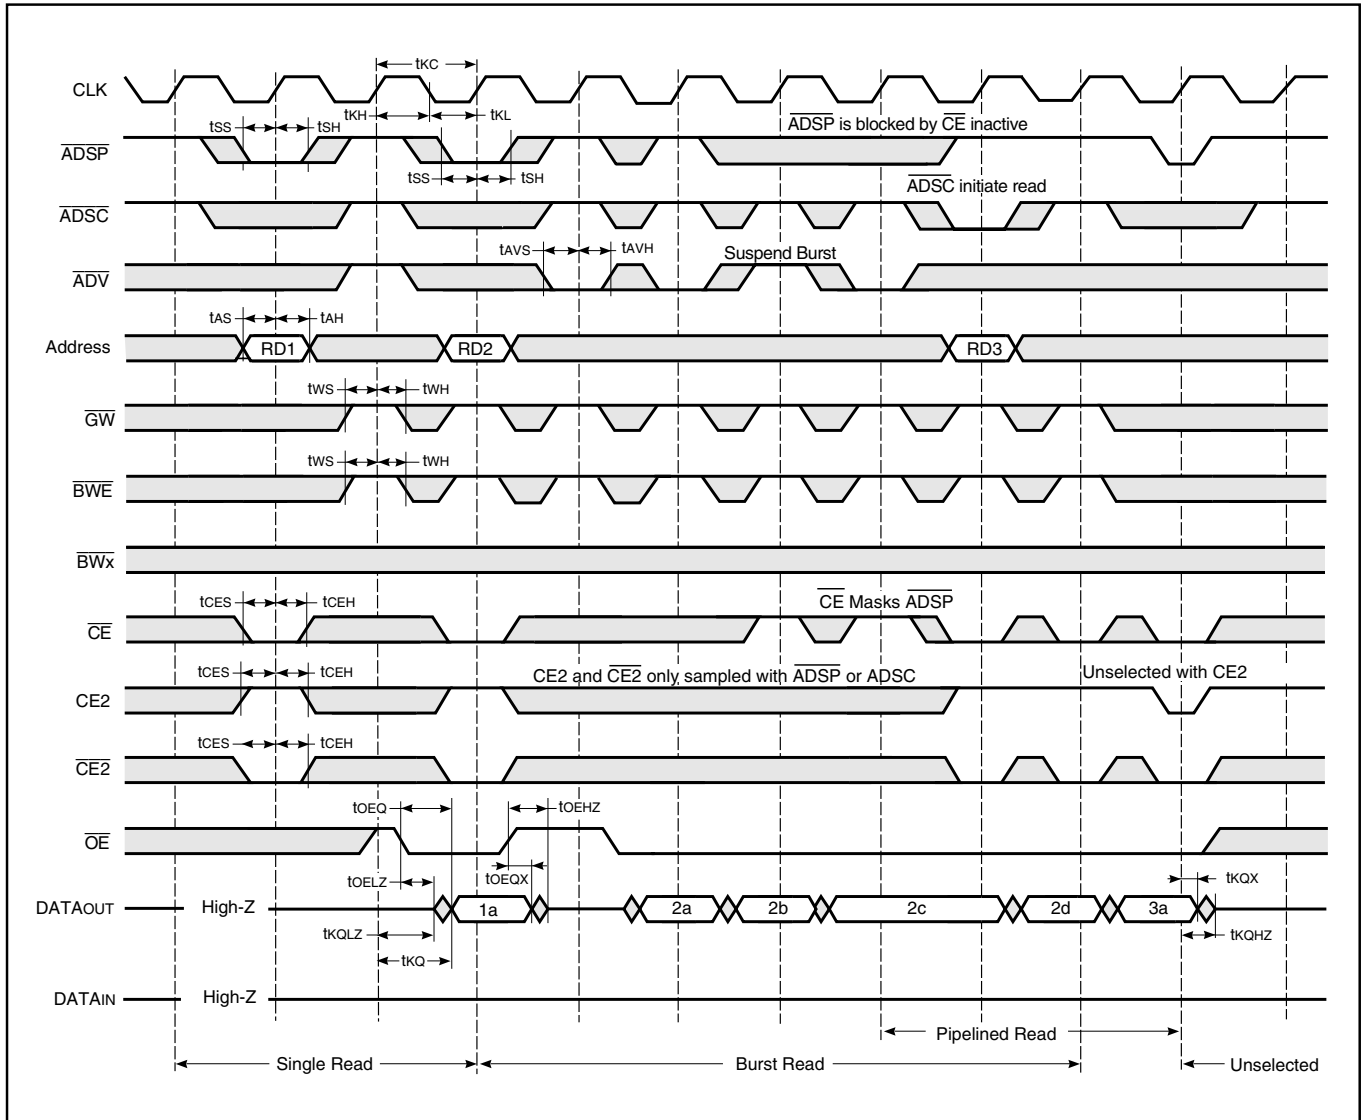 CLK
tKC
tKH
tKL
tSS
tSH
ADSP is blocked by CE inactive
ADSP
tSS
tSH
ADSC initiate read
ADSC
tAVS
tAVH
Suspend Burst
ADV
tAS
tAH
Address
RD1
RD2
RD3
tWS
tWH
GW
tWS
tWH
BWE
BWx
tCES
tCEH
CE Masks ADSP
CE
tCES
tCEH
CE2 and CE2 only sampled with ADSP or ADSC
Unselected with CE2
CE2
tCES
tCEH
CE2
tOEQ
tOEHZ
OE
tOELZ
tOEQX
tKQX
DATAOUT
High-Z
1a
2a
2b
2c
2d
3a
tKQLZ
tKQHZ
tKQ
DATAIN
High-Z
Pipelined Read
Single Read
Burst Read
Unselected